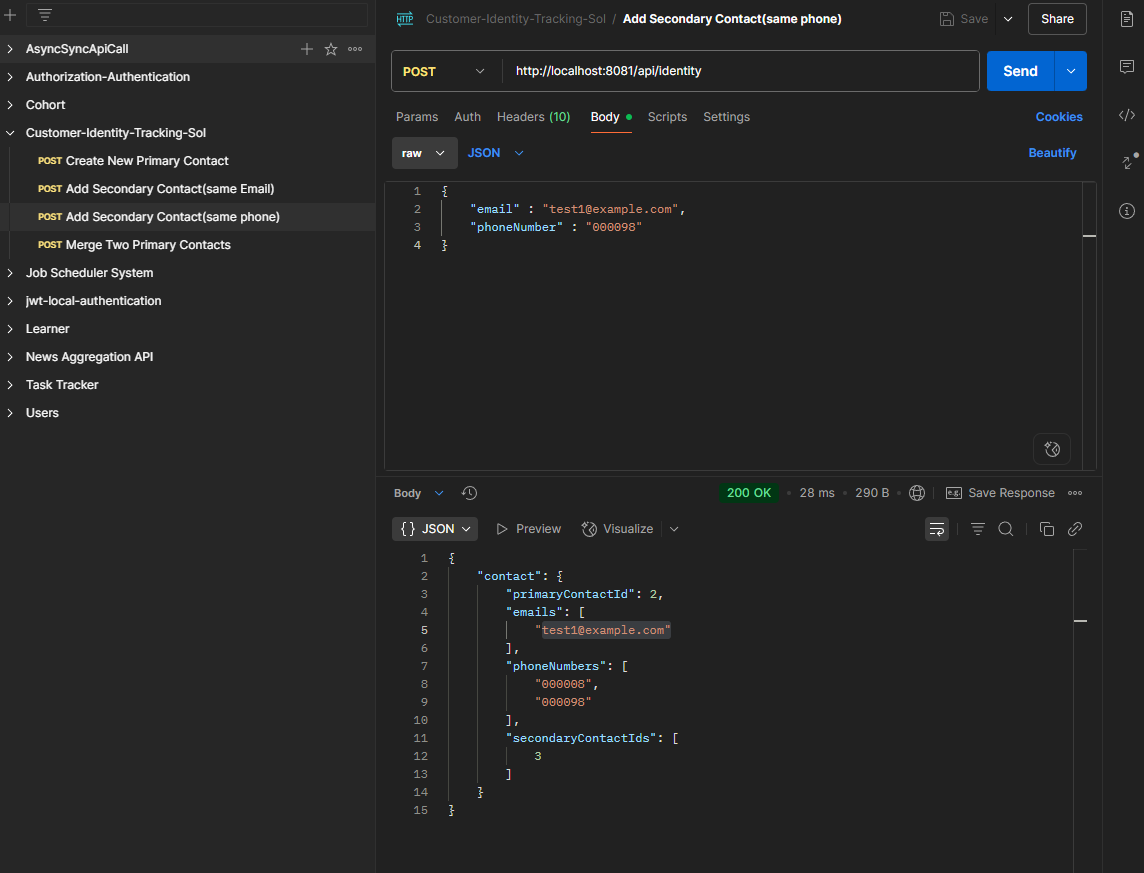 AsyncSyncApiCall
Authorization-Authentication
Cohort
Customer-Identity-Tracking-Sol
POST Create New Primary Contact
POST Add Secondary Contact(same Email)
POST Add Secondary Contact(same phone)
POST Merge Two Primary Contacts
Job Scheduler System
jwt-local-authentication
Learner
News Aggregation API
Task Tracker
Users
HTTP Customer-Identity-Tracking-Sol / Add Secondary Contact(same phone) Save Share
POST http://localhost:8081/api/identity Send
Params Auth Headers (10) Body Scripts Settings Cookies
raw JSON Beautify
1 {
2 "email" : "test1@example.com",
3 "phoneNumber" : "000098"
4 }
Body 200 OK • 28 ms • 290 B • e.g. Save Response
{} JSON Preview Visualize
1 {
2 "contact": {
3 "primaryContactId": 2,
4 "emails": [
5 "test1@example.com"
6 ],
7 "phoneNumbers": [
8 "000008",
9 "000098"
10 ],
11 "secondaryContactIds": [
12 3
13 ]
14 }
15 }